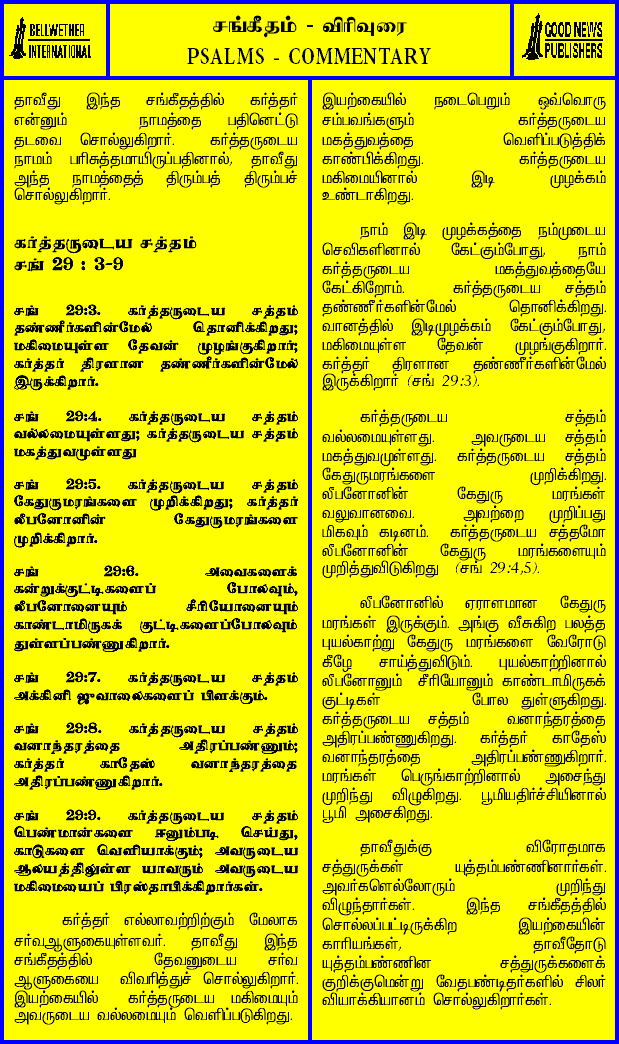 BELLWETHER
INTERNATIONAL
சங்கீதம் - விரிவுரை
PSALMS - COMMENTARY
GOOD NEWS
PUBLISHERS
தாவீது இந்த சங்கீதத்தில் கர்த்தர்
என்னும் நாமத்தை பதினெட்டு
தடவை சொல்லுகிறார். கர்த்தருடைய
நாமம் பரிசுத்தமாயிருப்பதினால், தாவீது
அந்த நாமத்தைத் திரும்பத் திரும்பச்
சொல்லுகிறார்.
கர்த்தருடைய சத்தம்
சங் 29 : 3-9
சங் 29:3. கர்த்தருடைய சத்தம்
தண்ணீர்களின்மேல் தொனிக்கிறது;
மகிமையுள்ள தேவன் முழங்குகிறார்;
கர்த்தர் திரளான தண்ணீர்களின்மேல்
இருக்கிறார்.
சங் 29:4. கர்த்தருடைய சத்தம்
வல்லமையுள்ளது; கர்த்தருடைய சத்தம்
மகத்துவமுள்ளது
சங் 29:5. கர்த்தருடைய சத்தம்
கேதுருமரங்களை முறிக்கிறது; கர்த்தர்
லீபனோனின் கேதுருமரங்களை
முறிக்கிறார்.
சங் 29:6. அவைகளைக்
கன்றுக்குட்டிகளைப் போலவும்,
லீபனோனையும் சீரியோனையும்
காண்டாமிருகக் குட்டிகளைப்போலவும்
துள்ளப்பண்ணுகிறார்.
சங் 29:7. கர்த்தருடைய சத்தம்
அக்கினி ஜுவாலைகளைப் பிளக்கும்.
சங் 29:8. கர்த்தருடைய சத்தம்
வனாந்தரத்தை அதிரப்பண்ணும்;
கர்த்தர் காதேஸ் வனாந்தரத்தை
அதிரப்பண்ணுகிறார்.
சங் 29:9. கர்த்தருடைய சத்தம்
பெண்மான்களை ஈனும்படி செய்து,
காடுகளை வெளியாக்கும்; அவருடைய
ஆலயத்திலுள்ள யாவரும் அவருடைய
மகிமையைப் பிரஸ்தாபிக்கிறார்கள்.
கர்த்தர் எல்லாவற்றிற்கும் மேலாக
சர்வஆளுகையுள்ளவர். தாவீது இந்த
சங்கீதத்தில் தேவனுடைய சர்வ
ஆளுகையை விவரித்துச் சொல்லுகிறார்.
இயற்கையில் கர்த்தருடைய மகிமையும்
அவருடைய வல்லமையும் வெளிப்படுகிறது.
இயற்கையில் நடைபெறும் ஒவ்வொரு
சம்பவங்களும் கர்த்தருடைய
மகத்துவத்தை வெளிப்படுத்திக்
காண்பிக்கிறது. கர்த்தருடைய
மகிமையினால் இடி முழக்கம்
உண்டாகிறது.
நாம் இடி முழக்கத்தை நம்முடைய
செவிகளினால் கேட்கும்போது, நாம்
கர்த்தருடைய மகத்துவத்தையே
கேட்கிறோம். கர்த்தருடைய சத்தம்
தண்ணீர்களின்மேல் தொனிக்கிறது.
வானத்தில் இடிமுழக்கம் கேட்கும்போது,
மகிமையுள்ள தேவன் முழங்குகிறார்.
கர்த்தர் திரளான தண்ணீர்களின்மேல்
இருக்கிறார் (சங் 29:3).
கர்த்தருடைய சத்தம்
வல்லமையுள்ளது. அவருடைய சத்தம்
மகத்துவமுள்ளது. கர்த்தருடைய சத்தம்
கேதுருமரங்களை முறிக்கிறது.
லீபனோனின் கேதுரு மரங்கள்
வலுவானவை. அவற்றை முறிப்பது
மிகவும் கடினம். கர்த்தருடைய சத்தமோ
லீபனோனின் கேதுரு மரங்களையும்
முறித்துவிடுகிறது (சங் 29:4,5).
லீபனோனில் ஏராளமான கேதுரு
மரங்கள் இருக்கும். அங்கு வீசுகிற பலத்த
புயல்காற்று கேதுரு மரங்களை வேரோடு
கீழே சாய்த்துவிடும். புயல்காற்றினால்
லீபனோனும் சீரியோனும் காண்டாமிருகக்
குட்டிகள் போல துள்ளுகிறது.
கர்த்தருடைய சத்தம் வனாந்தரத்தை
அதிரப்பண்ணுகிறது. கர்த்தர் காதேஸ்
வனாந்தரத்தை அதிரப்பண்ணுகிறார்.
மரங்கள் பெருங்காற்றினால் அசைந்து
முறிந்து விழுகிறது. பூமியதிர்ச்சியினால்
பூமி அசைகிறது.
தாவீதுக்கு விரோதமாக
சத்துருக்கள் யுத்தம்பண்ணினார்கள்.
அவர்களெல்லோரும் முறிந்து
விழுந்தார்கள். இந்த சங்கீதத்தில்
சொல்லப்பட்டிருக்கிற இயற்கையின்
காரியங்கள், தாவீதோடு
யுத்தம்பண்ணின சத்துருக்களைக்
குறிக்குமென்று வேதபண்டிதர்களில் சிலர்
வியாக்கியானம் சொல்லுகிறார்கள்.